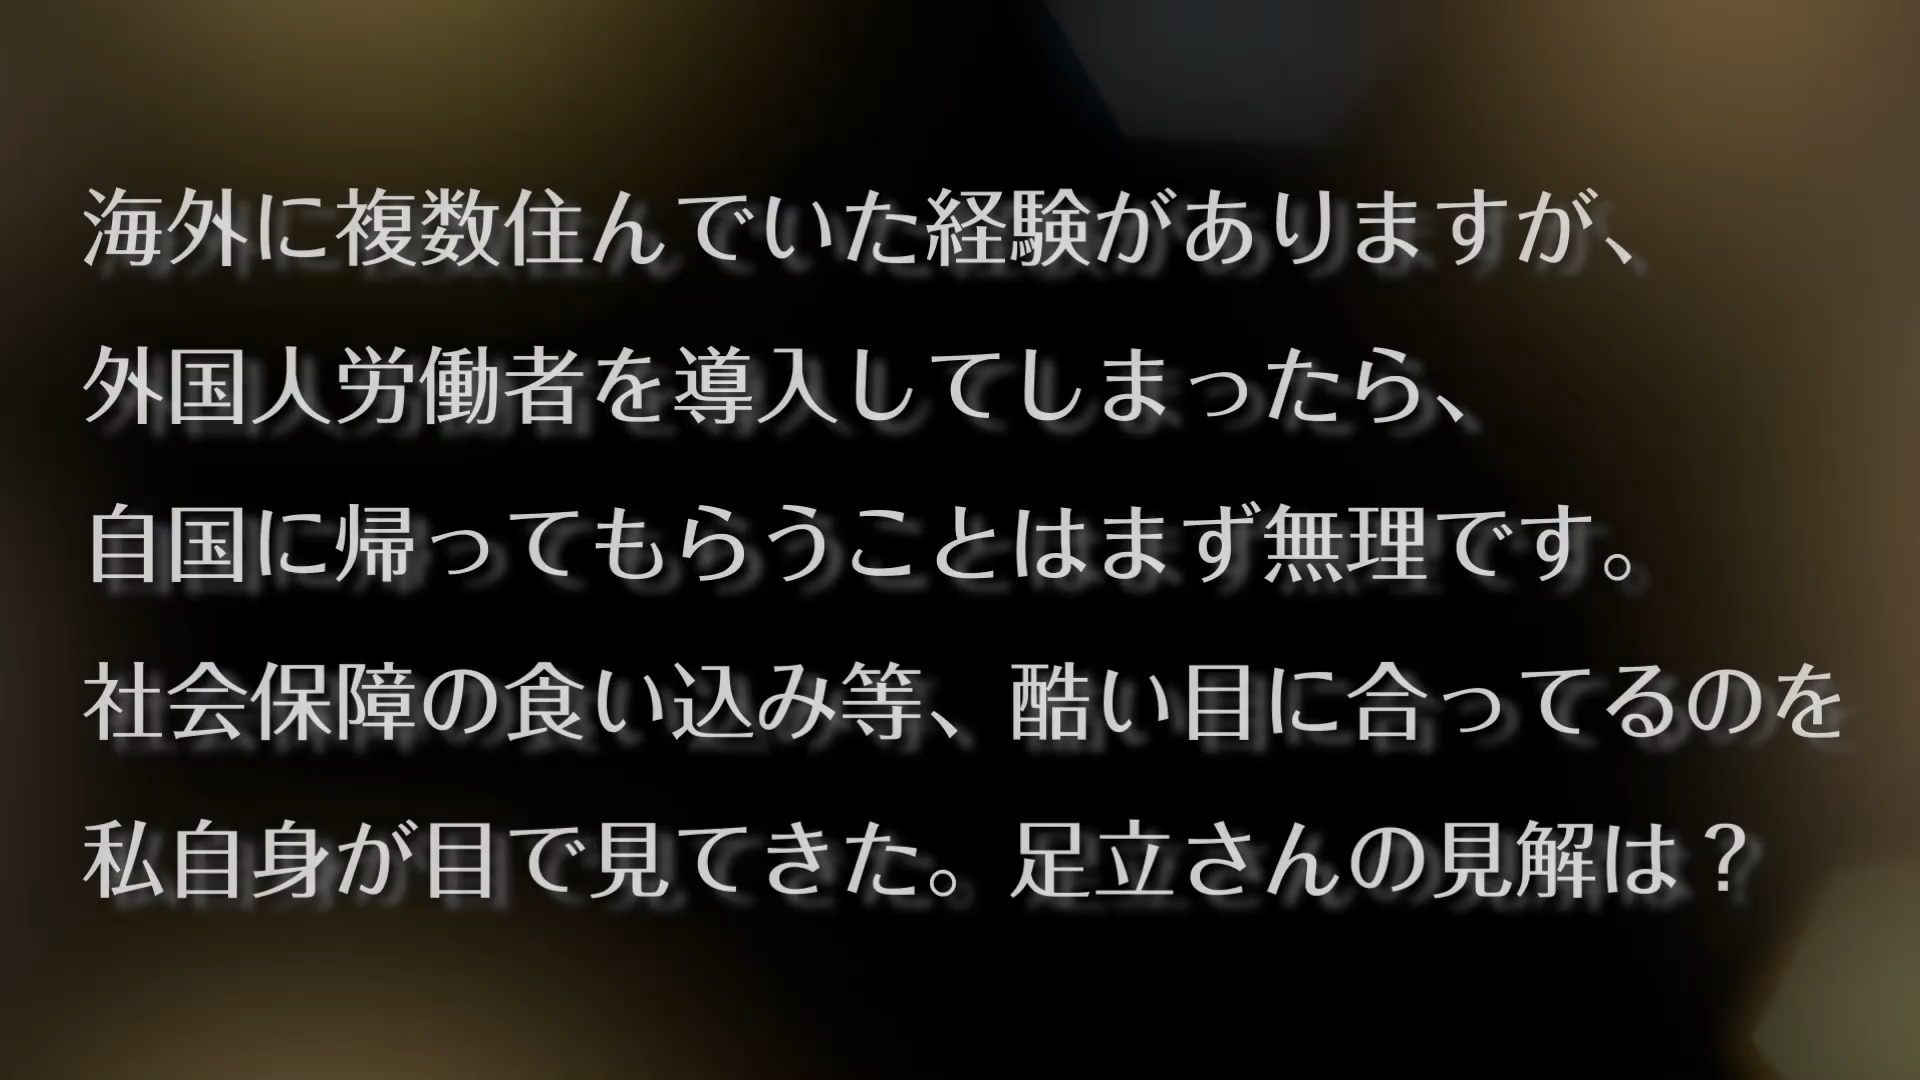 海外に複数住んでいた経験がありますが、
外国人労働者を導入してしまったら、
自国に帰ってもらうことはまず無理です。
社会保障の食い込み等、酷い目に合ってるのを
私自身が目で見てきた。足立さんの見解は？